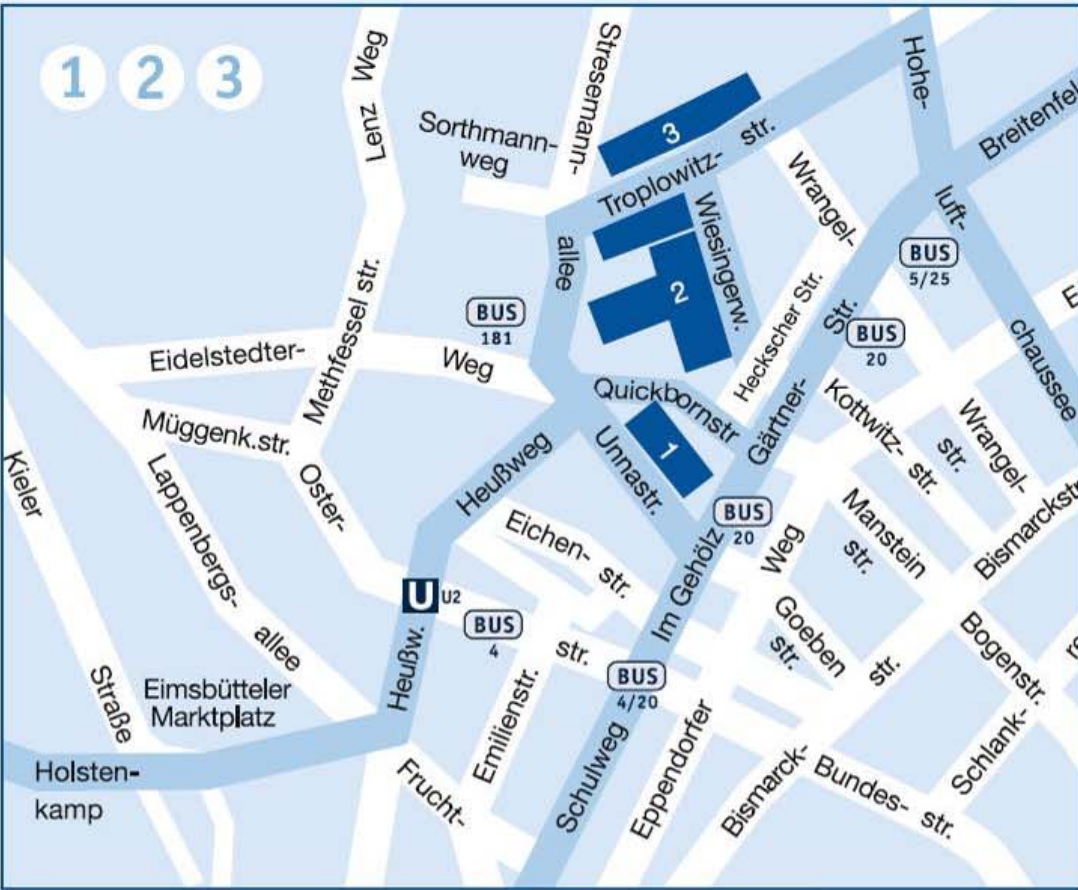 1 2 3
Lenz Weg
Stresemann-
Hohe-
Sorthmann-
weg
3
Troplowitz- str.
Breitenfel
Wrangel-
luft-
allee
Wiesingerw.
2
BUS
5/25
BUS
181
Heckscher Str.
Gärtner- Str.
BUS
20
chaussee
E
Eidelstedter- Weg
Methfessel str.
Quickbornstr
Kottwitz- str.
Wrangel-
str.
1
Unnastr.
Müggenk.str.
Heußweg
Oster-
Kieler
Straße
Lappenbergs-
allee
Eichen- str.
BUS
20
Weg
Manstein
str.
Bismarckstr
Im Gehölz
U U2
BUS
4
str.
Goeben
str.
str.
Bogenstr.
Heußw.
Eimsbütteler
Marktplatz
Emilienstr.
BUS
4/20
Schlank-
Holsten-
kamp
Frucht-
Schulweg
Eppendorfer
Bismarck-
Bundes- str.